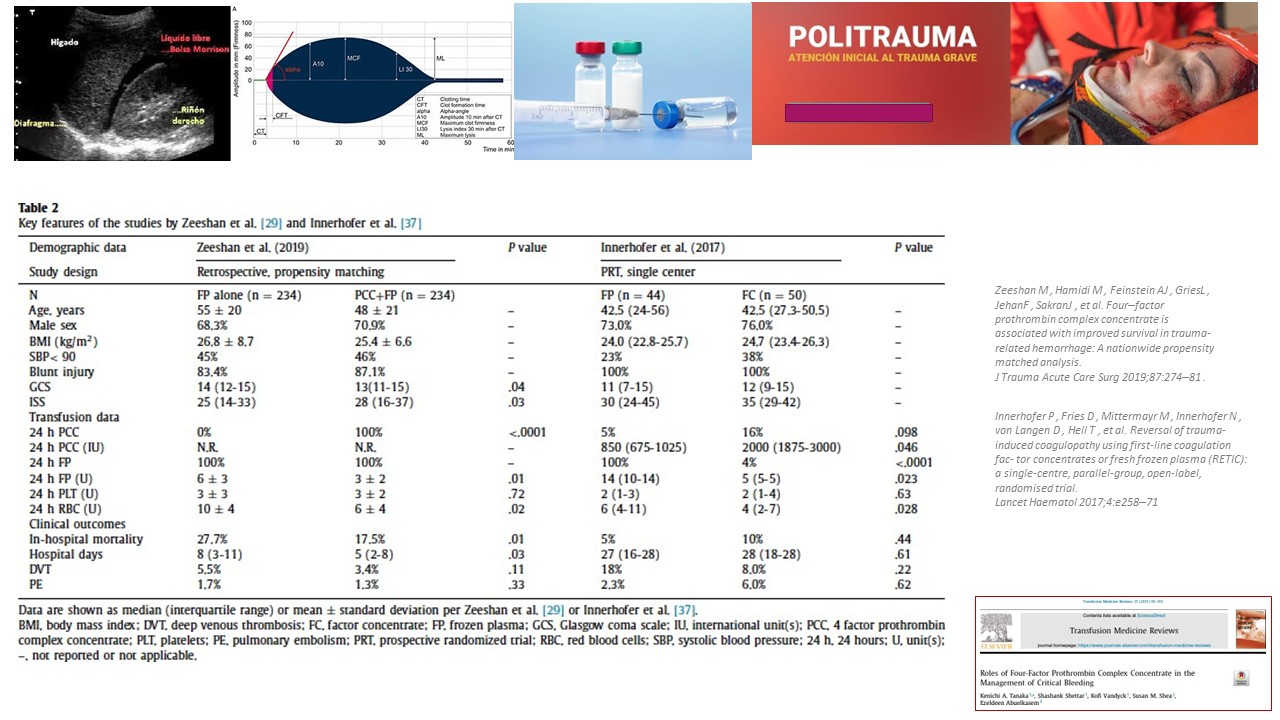 Hígado
Líquido libre
...Bolsa Morrison
...Riñón
derecho
Diafragma.....
A
Amplitude in mm (Firmness)
100
80
60
40
20
0
20
40
60
80
100
alpha
A10
MCF
LI 30
ML
CFT
CT
CT Clotting time
CFT Clot formation time
alpha Alpha-angle
A10 Amplitude 10 min after CT
MCF Maximum clot firmness
LI30 Lysis index 30 min after CT
ML Maximum lysis
0 10 20 30 40 50 60
Time in min
POLITRAUMA
ATENCIÓN INICIAL AL TRAUMA GRAVE
Table 2
Key features of the studies by Zeeshan et al. [29] and Innerhofer et al. [37]
Demographic data Zeeshan et al. (2019) P value Innerhofer et al. (2017) P value
Study design Retrospective, propensity matching PRT, single center
N FP alone (n = 234) PCC+FP (n = 234) FP (n = 44) FC (n = 50)
Age, years 55 ± 20 48 ± 21 – 42.5 (24-56) 42.5 (27.3-50.5) –
Male sex 68.3% 70.9% – 73.0% 76.0% –
BMI (kg/m²) 26.8 ± 8.7 25.4 ± 6.6 – 24.0 (22.8-25.7) 24.7 (23.4-26.3) –
SBP< 90 45% 46% – 23% 38% –
Blunt injury 83.4% 87.1% – 100% 100% –
GCS 14 (12-15) 13(11-15) .04 11 (7-15) 12 (9-15) –
ISS 25 (14-33) 28 (16-37) .03 30 (24-45) 35 (29-42) –
Transfusion data
24 h PCC 0% 100% <.0001 5% 16% .098
24 h PCC (IU) N.R. N.R. – 850 (675-1025) 2000 (1875-3000) .046
24 h FP 100% 100% – 100% 4% <.0001
24 h FP (U) 6 ± 3 3 ± 2 .01 14 (10-14) 5 (5-5) .023
24 h PLT (U) 3 ± 3 3 ± 2 .72 2 (1-3) 2 (1-4) .63
24 h RBC (U) 10 ± 4 6 ± 4 .02 6 (4-11) 4 (2-7) .028
Clinical outcomes
In-hospital mortality 27.7% 17.5% .01 5% 10% .44
Hospital days 8 (3-11) 5 (2-8) .03 27 (16-28) 28 (18-28) .61
DVT 5.5% 3.4% .11 18% 8.0% .22
PE 1.7% 1.3% .33 2.3% 6.0% .62
Data are shown as median (interquartile range) or mean ± standard deviation per Zeeshan et al. [29] or Innerhofer et al. [37].
BMI, body mass index; DVT, deep venous thrombosis; FC, factor concentrate; FP, frozen plasma; GCS, Glasgow coma scale; IU, international unit(s); PCC, 4 factor prothrombin
complex concentrate; PLT, platelets; PE, pulmonary embolism; PRT, prospective randomized trial; RBC, red blood cells; SBP, systolic blood pressure; 24 h, 24 hours; U, unit(s);
–, not reported or not applicable.
Zeeshan M , Hamidi M , Feinstein AJ , GriesL ,
JehanF , SakranJ , et al. Four–factor
prothrombin complex concentrate is
associated with improved survival in trauma-
related hemorrhage: A nationwide propensity
matched analysis.
J Trauma Acute Care Surg 2019;87:274–81 .
Innerhofer P , Fries D , Mittermayr M , Innerhofer N ,
von Langen D , Hell T , et al. Reversal of trauma-
induced coagulopathy using first-line coagulation
fac- tor concentrates or fresh frozen plasma (RETIC):
a single-centre, parallel-group, open-label,
randomised trial.
Lancet Haematol 2017;4:e258–71
Contents lists available at ScienceDirect
Transfusion Medicine Reviews
ELSEVIER
journal homepage: https://www.journals.elsevier.com/transfusion-medicine-reviews
Roles of Four-Factor Prothrombin Complex Concentrate in the
Management of Critical Bleeding
Kenichi A. Tanaka, Shashank Shettar, Kofi Vandyck, Susan M. Shea,
Ezeldeen Abuelkasem